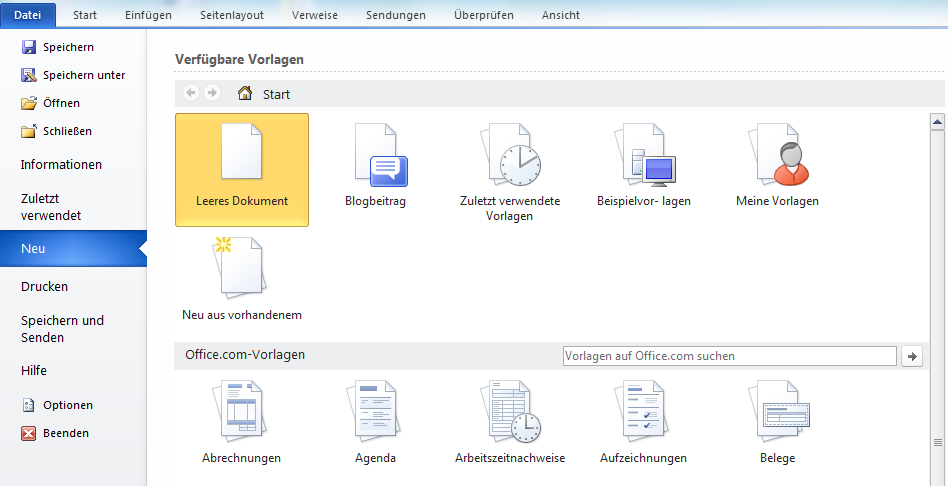 Datei Start Einfügen Seitenlayout Verweise Sendungen Überprüfen Ansicht
Speichern
Speichern unter
Öffnen
Schließen
Informationen
Zuletzt
verwendet
Neu
Drucken
Speichern und
Senden
Hilfe
Optionen
Beenden
Verfügbare Vorlagen
Start
Leeres Dokument
Blogbeitrag
Zuletzt verwendete
Vorlagen
Beispielvor- lagen
Meine Vorlagen
Neu aus vorhandenem
Office.com-Vorlagen
Vorlagen auf Office.com suchen
Abrechnungen
Agenda
Arbeitszeitnachweise
Aufzeichnungen
Belege